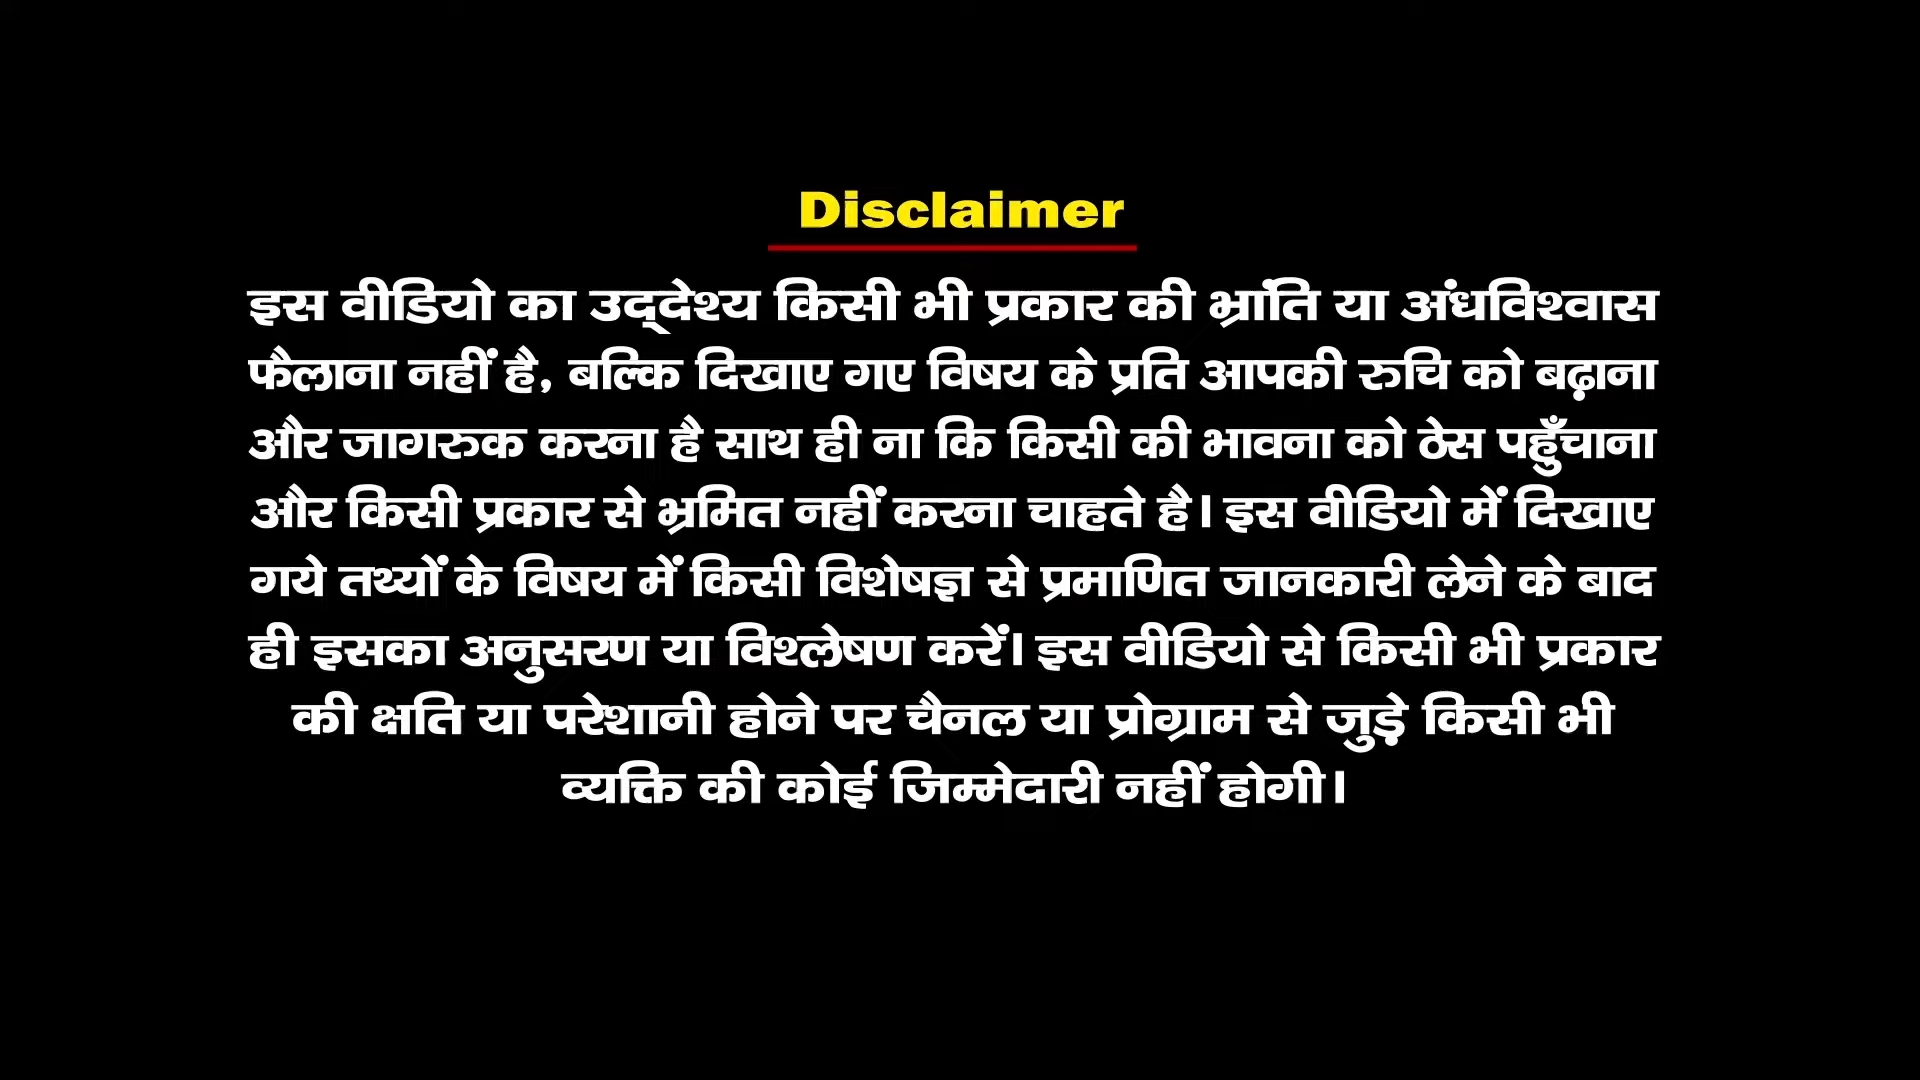 Disclaimer
इस वीडियो का उद्देश्य किसी भी प्रकार की भ्रांति या अंधविश्वास
फैलाना नहीं है, बल्कि दिखाए गए विषय के प्रति आपकी रुचि को बढ़ाना
और जागरुक करना है साथ ही ना कि किसी की भावना को ठेस पहुँचाना
और किसी प्रकार से भ्रमित नहीं करना चाहते है। इस वीडियो में दिखाए
गये तथ्यों के विषय में किसी विशेषज्ञ से प्रमाणित जानकारी लेने के बाद
ही इसका अनुसरण या विश्लेषण करें। इस वीडियो से किसी भी प्रकार
की क्षति या परेशानी होने पर चैनल या प्रोग्राम से जुड़े किसी भी
व्यक्ति की कोई जिम्मेदारी नहीं होगी।